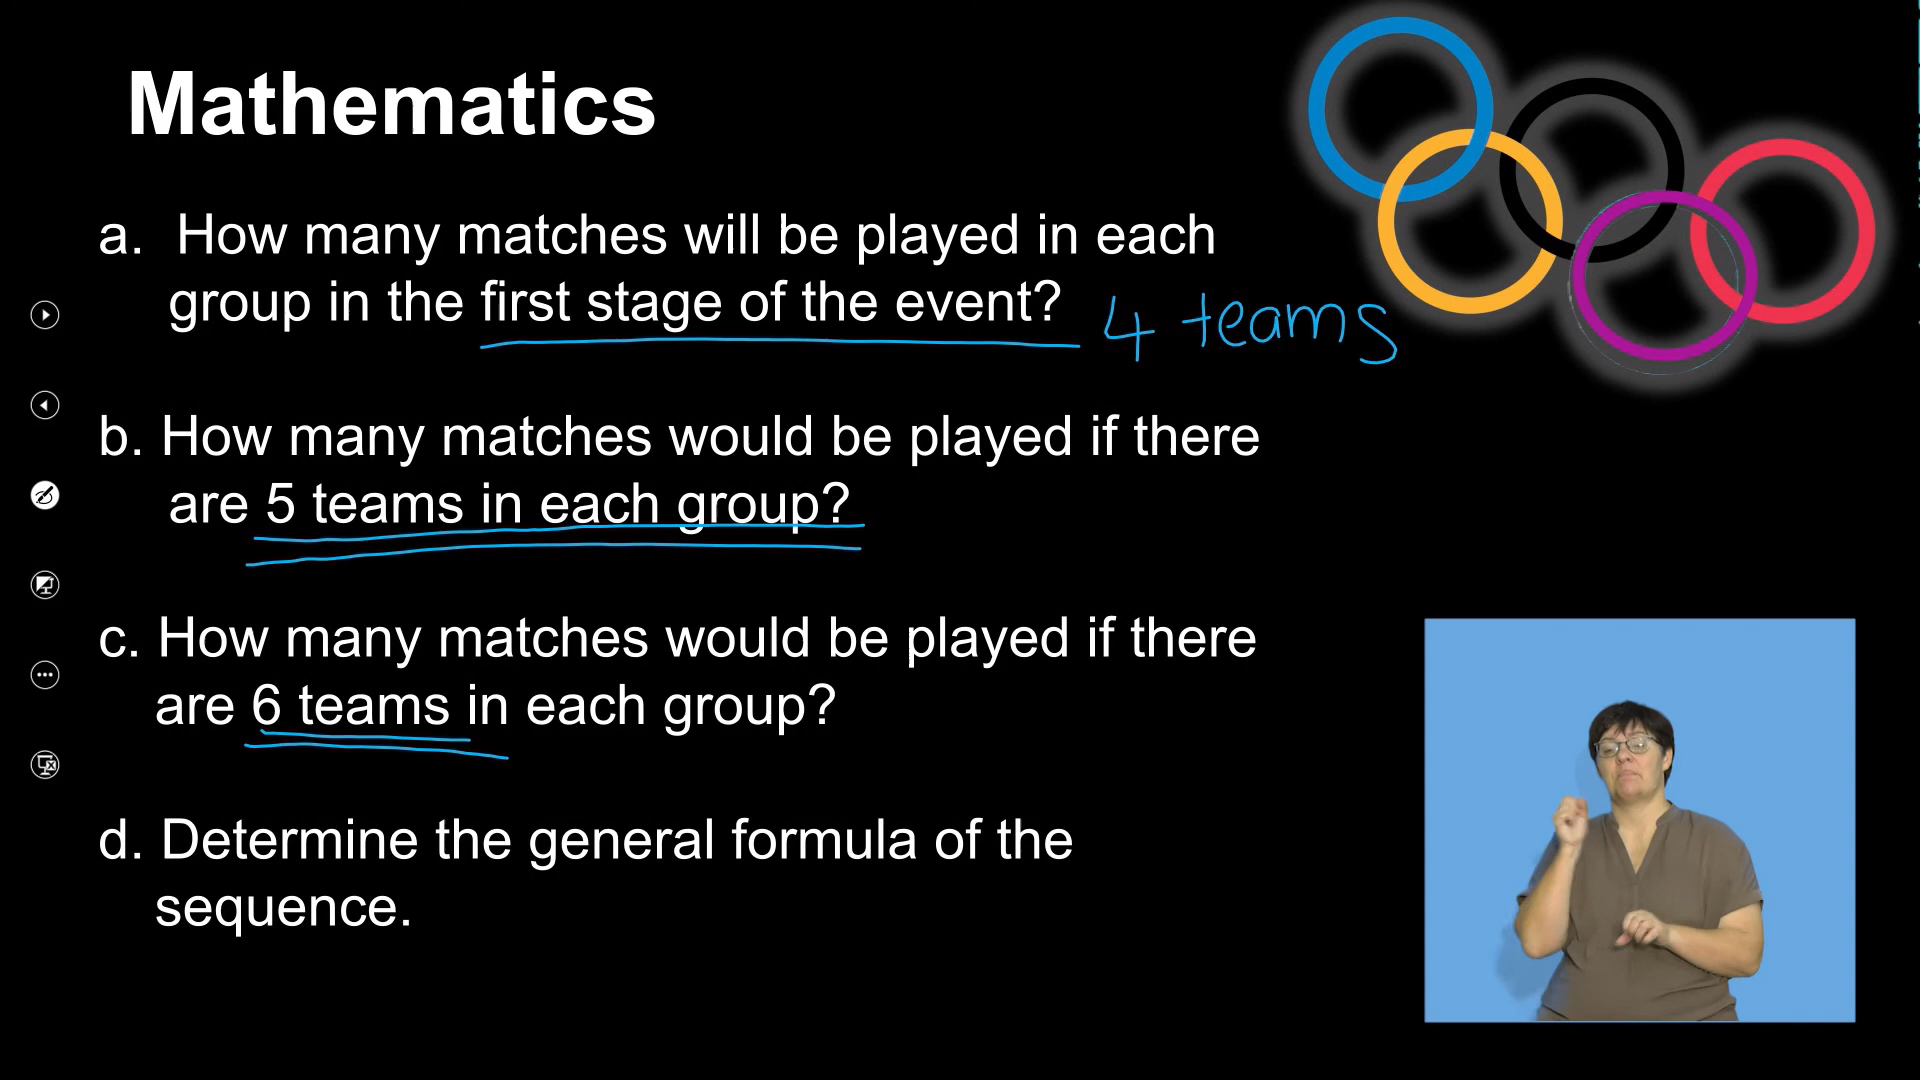 Mathematics
a. How many matches will be played in each
group in the first stage of the event?
4 teams
b. How many matches would be played if there
are 5 teams in each group?
c. How many matches would be played if there
are 6 teams in each group?
d. Determine the general formula of the
sequence.